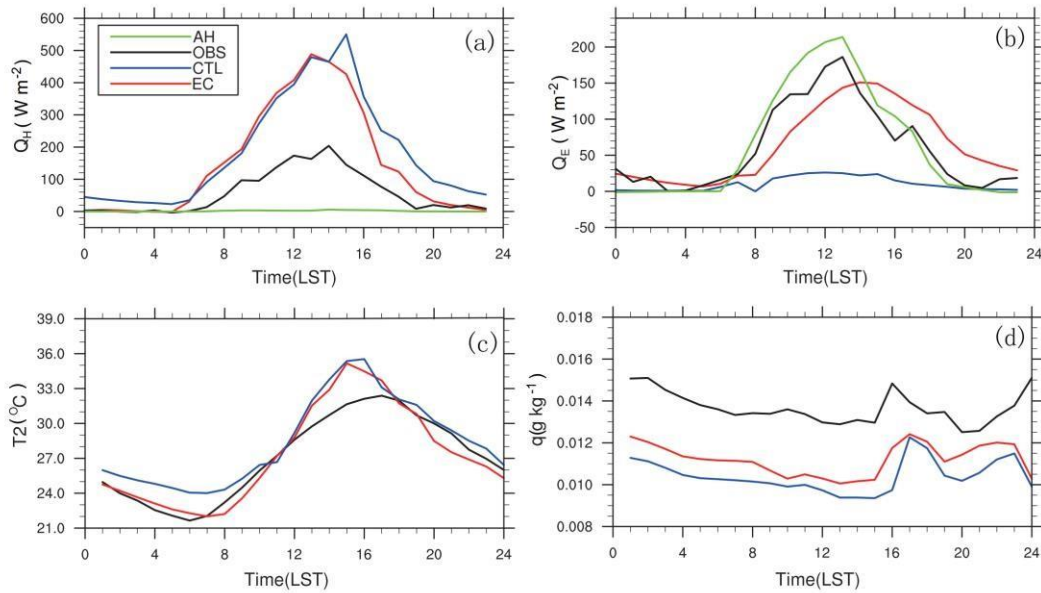 600
500
400
300
200
100
0
Q_H ( W m⁻²)
AH
OBS
CTL
EC
(a)
0 4 8 12 16 20 24
Time(LST)
200
150
100
50
0
-50
Q_E ( W m⁻²)
(b)
0 4 8 12 16 20 24
Time(LST)
39.0
36.0
33.0
30.0
27.0
24.0
21.0
T2(°C)
(c)
0 4 8 12 16 20 24
Time(LST)
0.018
0.016
0.014
0.012
0.010
0.008
q(g kg⁻¹)
(d)
0 4 8 12 16 20 24
Time(LST)